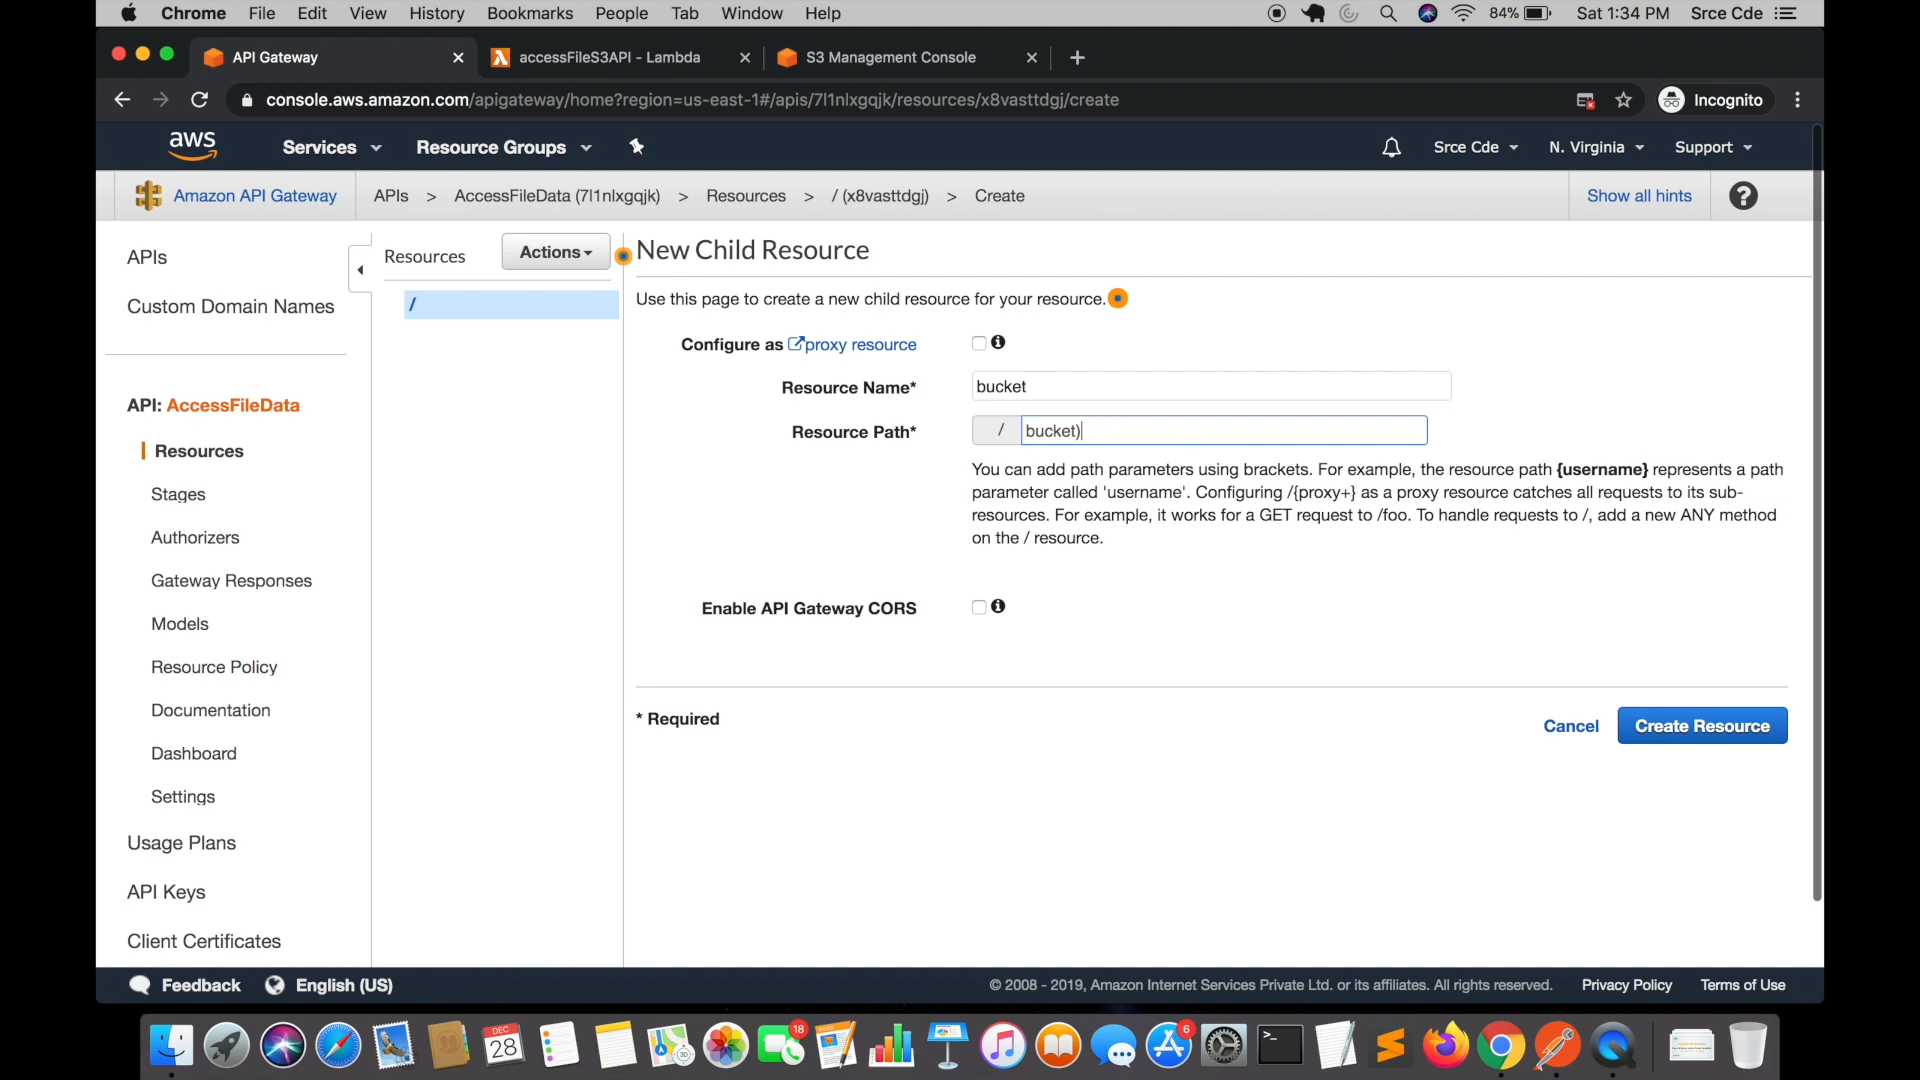 Chrome File Edit View History Bookmarks People Tab Window Help 84% Sat 1:34 PM Srce Cde
API Gateway accessFileS3API - Lambda S3 Management Console
console.aws.amazon.com/apigateway/home?region=us-east-1#/apis/7l1nlxgqjk/resources/x8vasttdgj/create Incognito
aws Services Resource Groups Srce Cde N. Virginia Support
Amazon API Gateway APIs > AccessFileData (7l1nlxgqjk) > Resources > / (x8vasttdgj) > Create Show all hints ?
APIs
Custom Domain Names
API: AccessFileData
Resources
Stages
Authorizers
Gateway Responses
Models
Resource Policy
Documentation
Dashboard
Settings
Usage Plans
API Keys
Client Certificates
Resources Actions
/
New Child Resource
Use this page to create a new child resource for your resource.
Configure as proxy resource
Resource Name* bucket
Resource Path* / bucket)
You can add path parameters using brackets. For example, the resource path {username} represents a path
parameter called 'username'. Configuring /{proxy+} as a proxy resource catches all requests to its sub-
resources. For example, it works for a GET request to /foo. To handle requests to /, add a new ANY method
on the / resource.
Enable API Gateway CORS
* Required
Cancel Create Resource
Feedback English (US) © 2008 - 2019, Amazon Internet Services Private Ltd. or its affiliates. All rights reserved. Privacy Policy Terms of Use
DEC
28
18
6